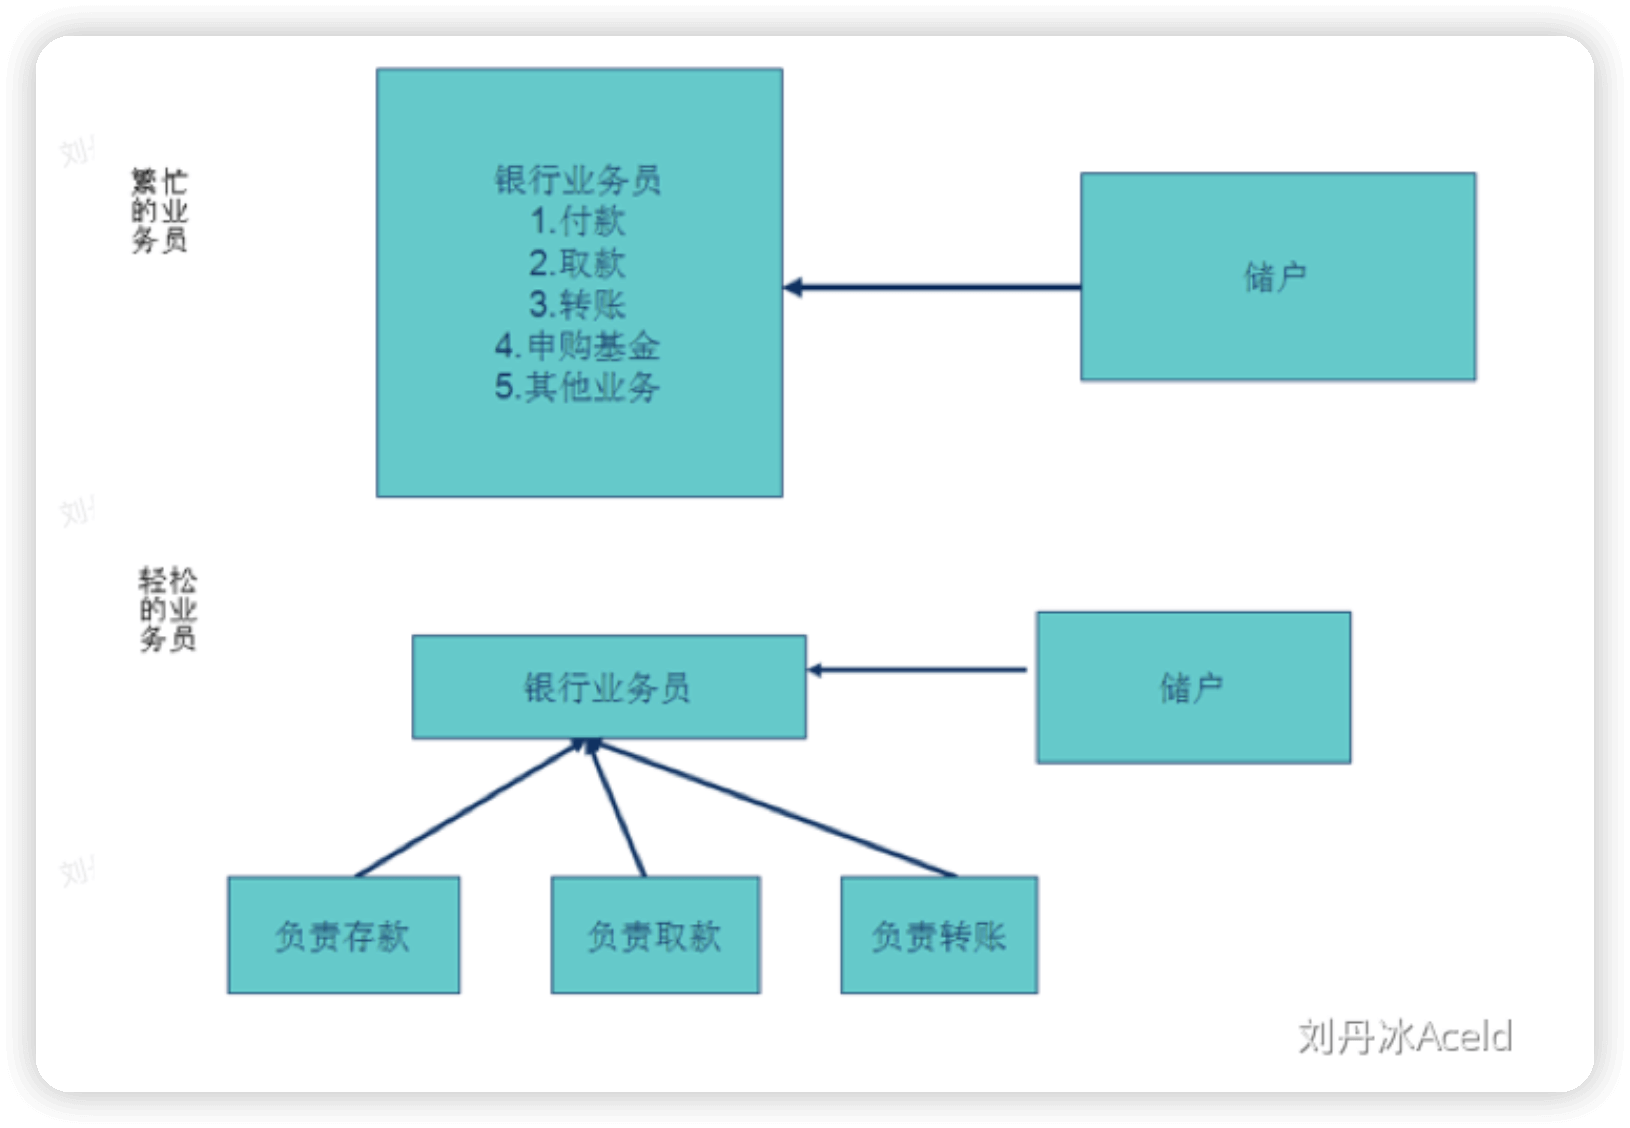 繁忙
的业
务员
银行业务员
1.付款
2.取款
3.转账
4.申购基金
5.其他业务
储户
轻松
的业
务员
银行业务员
储户
负责存款
负责取款
负责转账
刘丹冰Aceld